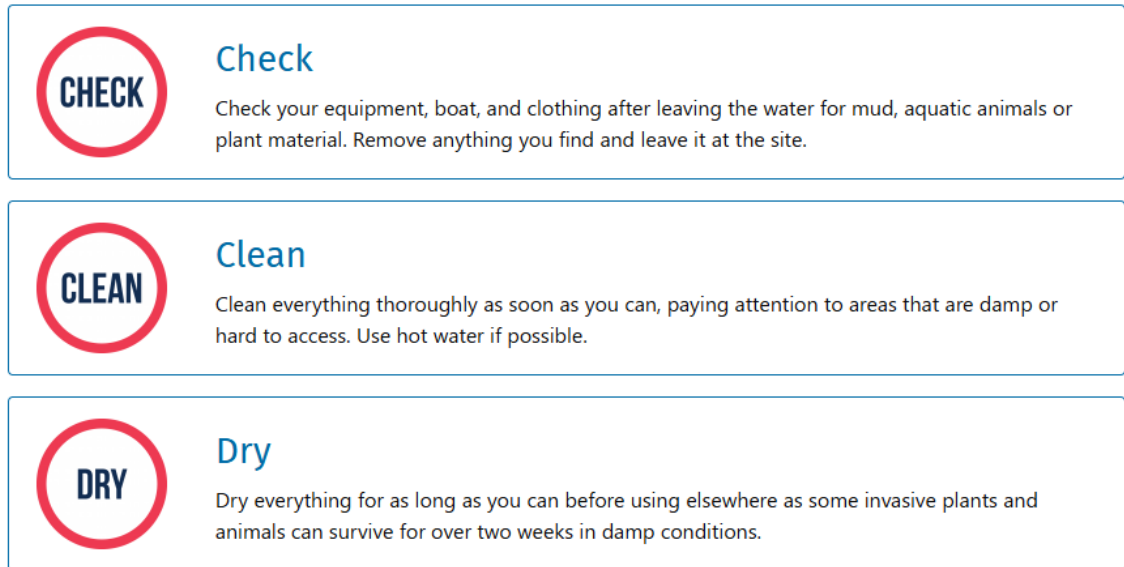 CHECK
Check
Check your equipment, boat, and clothing after leaving the water for mud, aquatic animals or
plant material. Remove anything you find and leave it at the site.
CLEAN
Clean
Clean everything thoroughly as soon as you can, paying attention to areas that are damp or
hard to access. Use hot water if possible.
DRY
Dry
Dry everything for as long as you can before using elsewhere as some invasive plants and
animals can survive for over two weeks in damp conditions.